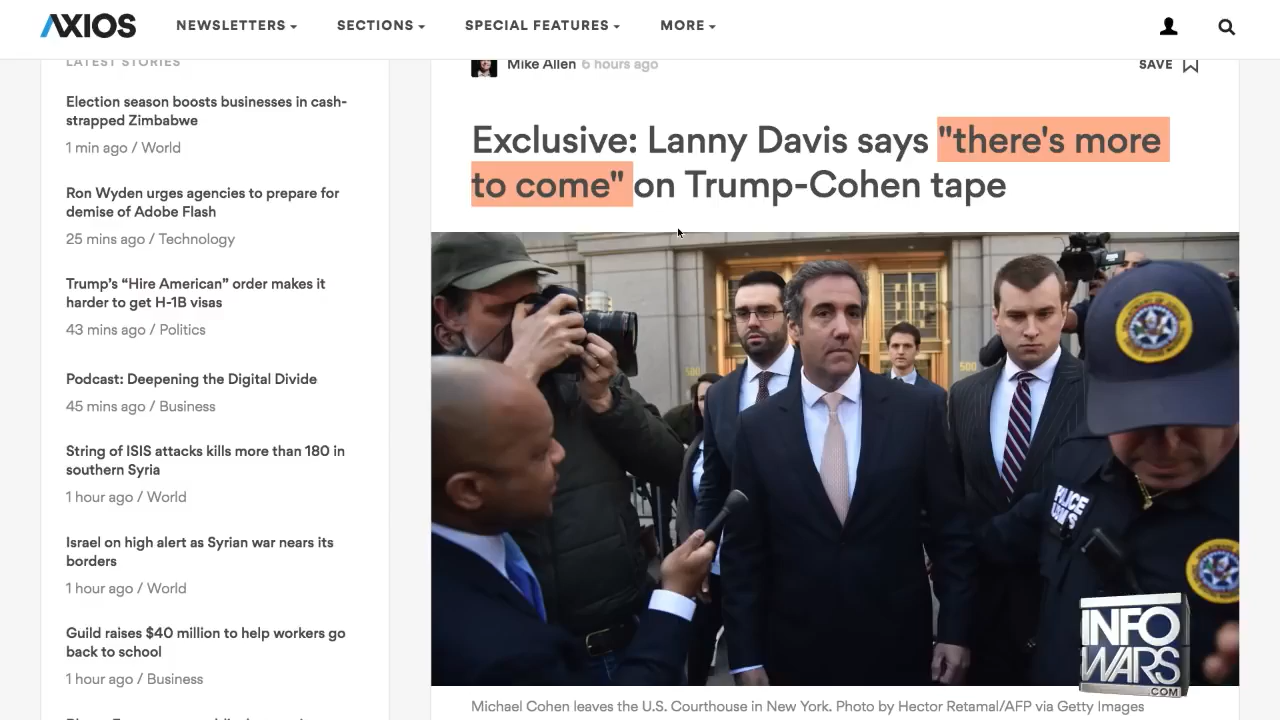 AXIOS
NEWSLETTERS
SECTIONS
SPECIAL FEATURES
MORE
LATEST STORIES
Election season boosts businesses in cash-
strapped Zimbabwe
1 min ago / World
Ron Wyden urges agencies to prepare for
demise of Adobe Flash
25 mins ago / Technology
Trump’s “Hire American” order makes it
harder to get H-1B visas
43 mins ago / Politics
Podcast: Deepening the Digital Divide
45 mins ago / Business
String of ISIS attacks kills more than 180 in
southern Syria
1 hour ago / World
Israel on high alert as Syrian war nears its
borders
1 hour ago / World
Guild raises $40 million to help workers go
back to school
1 hour ago / Business
Mike Allen 6 hours ago
SAVE
Exclusive: Lanny Davis says "there's more
to come" on Trump-Cohen tape
500
500
POLICE
INFO
WARS
.COM
Michael Cohen leaves the U.S. Courthouse in New York. Photo by Hector Retamal/AFP via Getty Images